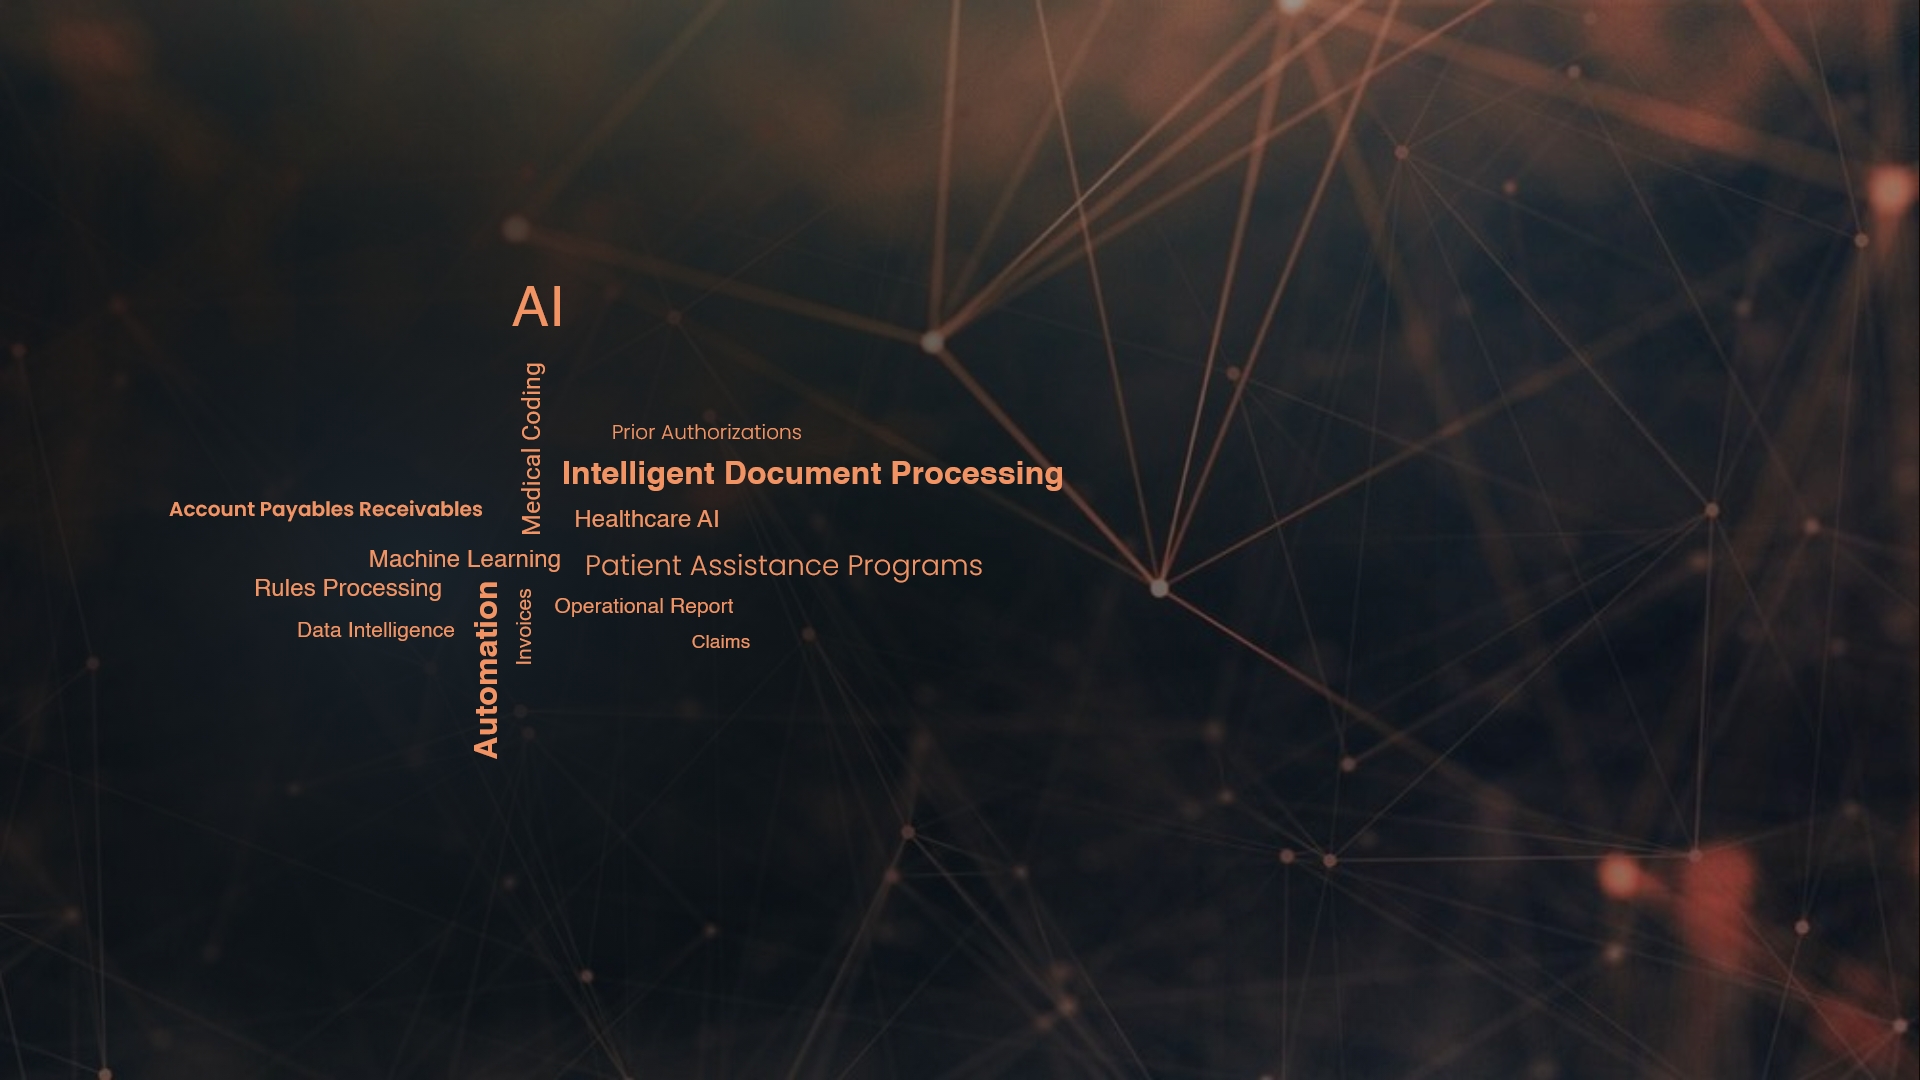 AI
Medical Coding
Prior Authorizations
Intelligent Document Processing
Account Payables Receivables
Healthcare AI
Machine Learning
Patient Assistance Programs
Rules Processing
Automation
Invoices
Operational Report
Data Intelligence
Claims